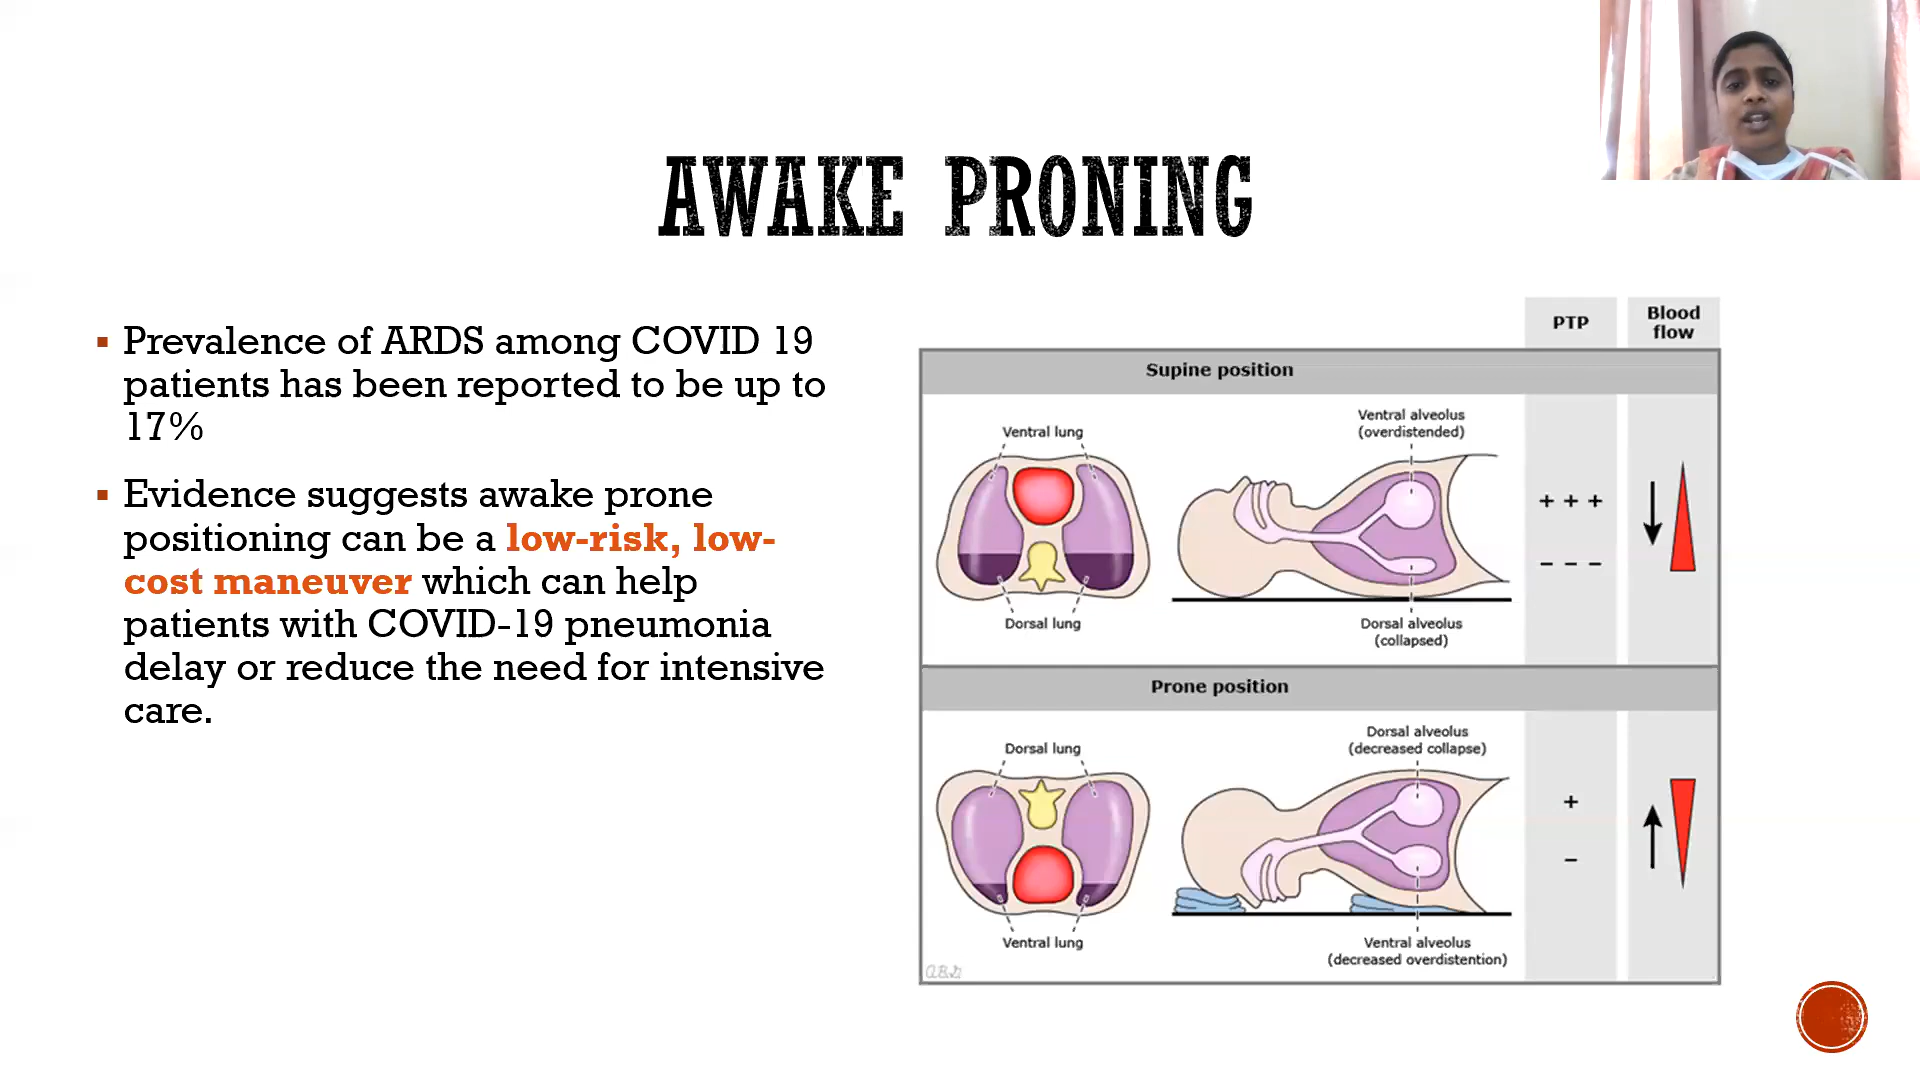 AWAKE PRONING
▪ Prevalence of ARDS among COVID 19
patients has been reported to be up to
17%
▪ Evidence suggests awake prone
positioning can be a low-risk, low-
cost maneuver which can help
patients with COVID-19 pneumonia
delay or reduce the need for intensive
care.
PTP
Blood
flow
Supine position
Ventral lung
Ventral alveolus
(overdistended)
+ + +
- - -
Dorsal lung
Dorsal alveolus
(collapsed)
Prone position
Dorsal lung
Dorsal alveolus
(decreased collapse)
+
-
Ventral lung
Ventral alveolus
(decreased overdistention)